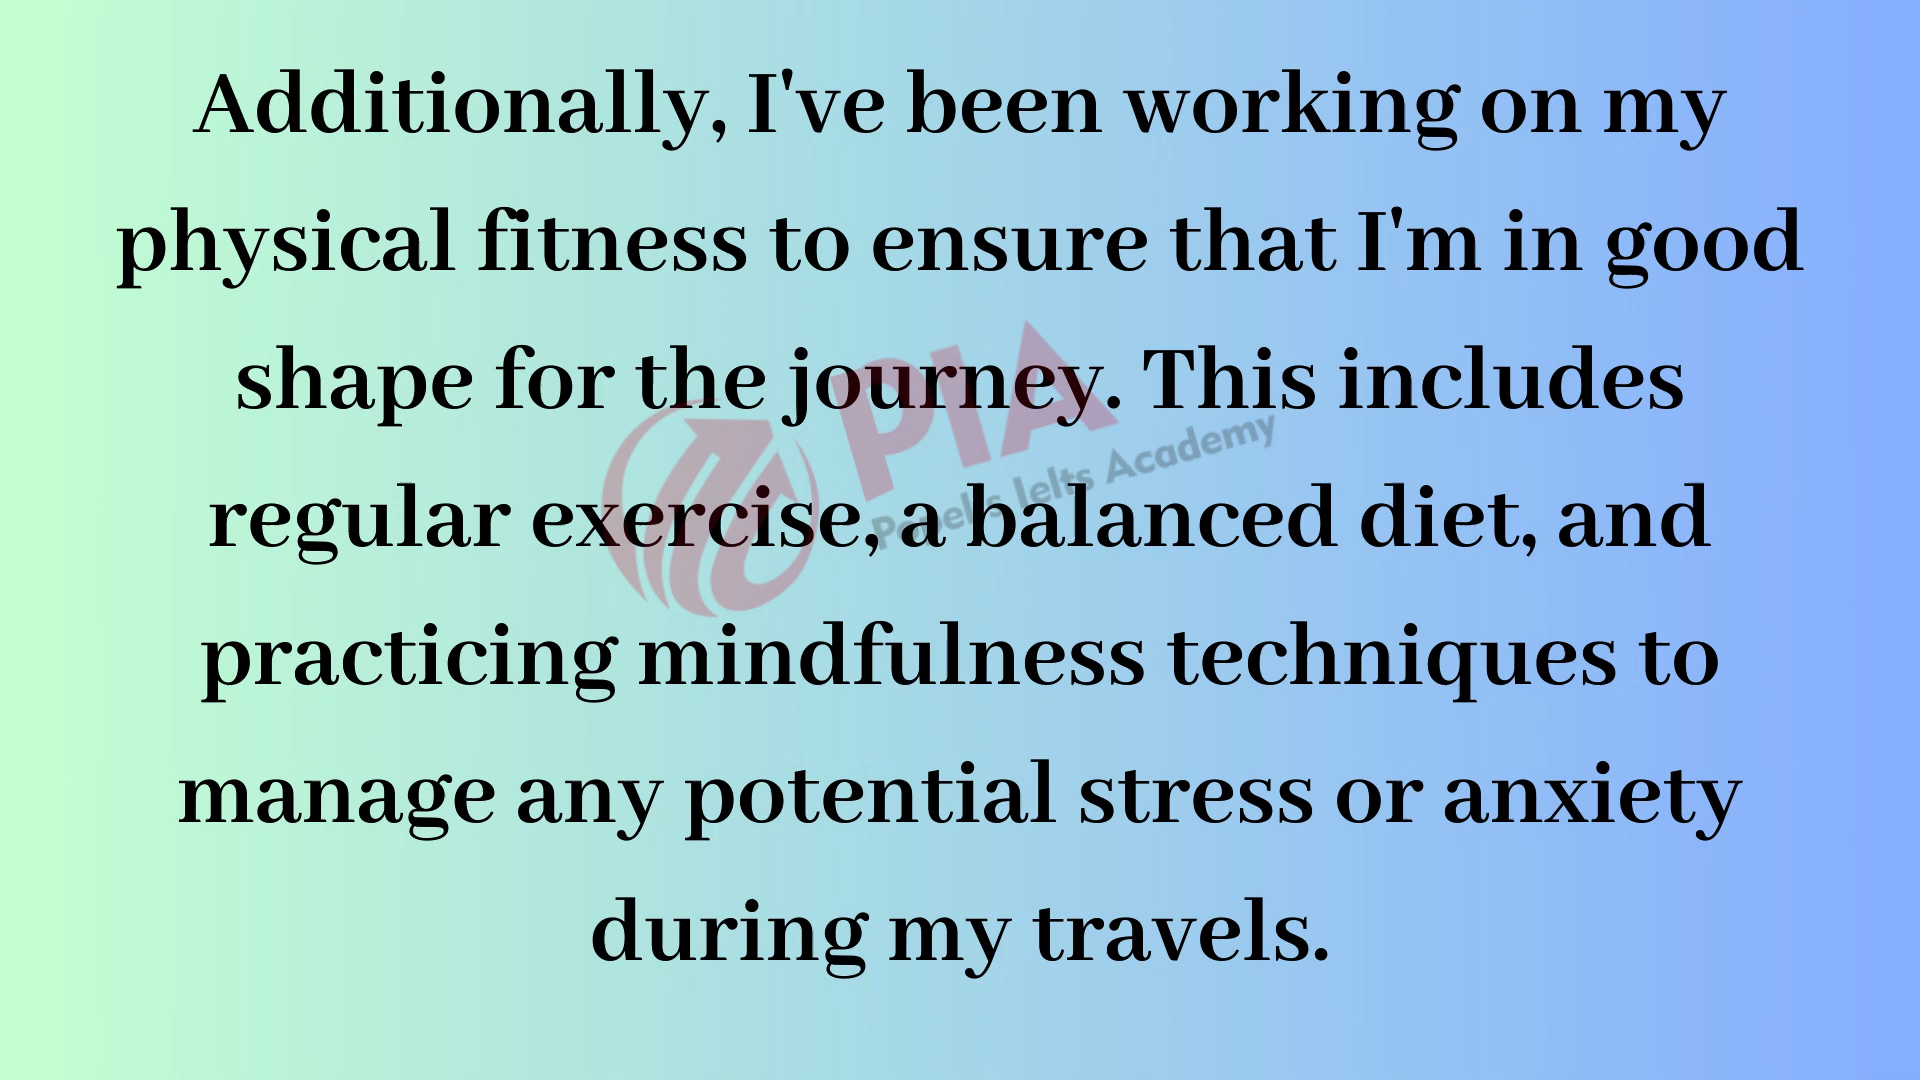 Additionally, I've been working on my
physical fitness to ensure that I'm in good
shape for the journey. This includes
regular exercise, a balanced diet, and
practicing mindfulness techniques to
manage any potential stress or anxiety
during my travels.
PIA
Ielts Academy